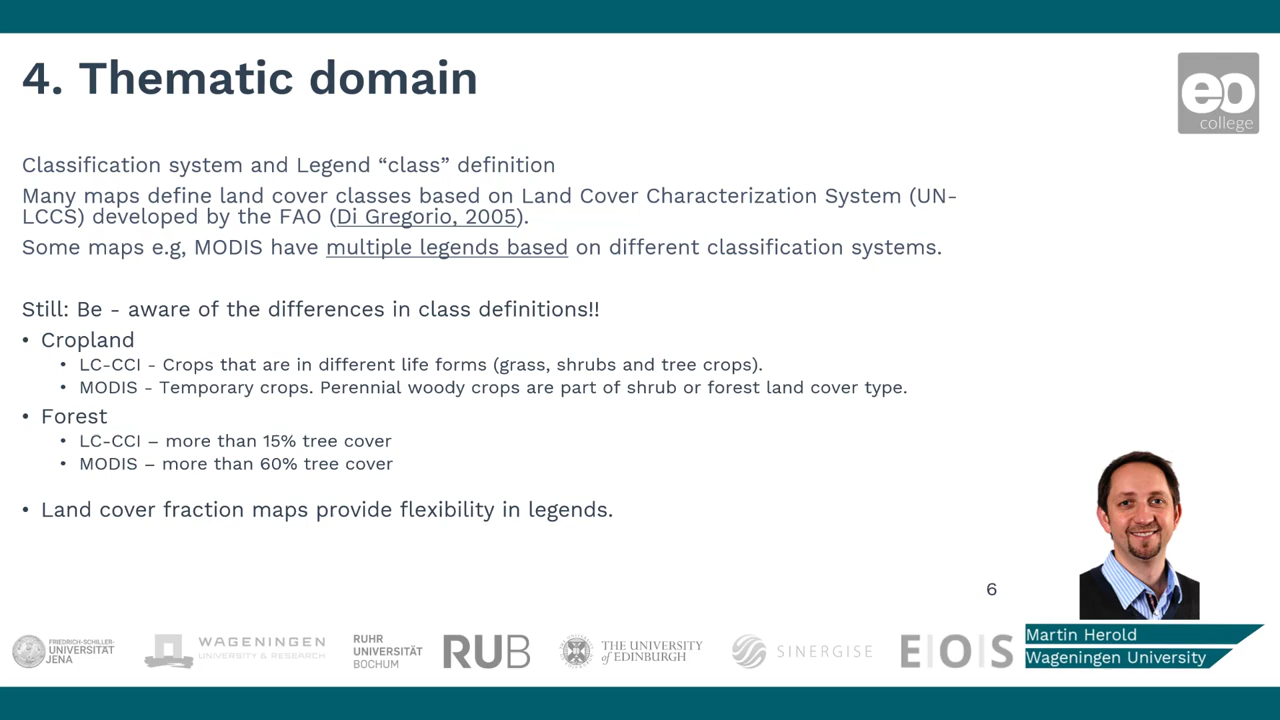 4. Thematic domain
eo
college
Classification system and Legend “class” definition
Many maps define land cover classes based on Land Cover Characterization System (UN-
LCCS) developed by the FAO (Di Gregorio, 2005).
Some maps e.g, MODIS have multiple legends based on different classification systems.
Still: Be - aware of the differences in class definitions!!
• Cropland
• LC-CCI - Crops that are in different life forms (grass, shrubs and tree crops).
• MODIS - Temporary crops. Perennial woody crops are part of shrub or forest land cover type.
• Forest
• LC-CCI – more than 15% tree cover
• MODIS – more than 60% tree cover
• Land cover fraction maps provide flexibility in legends.
6
Martin Herold
Wageningen University
FRIEDRICH-SCHILLER-
UNIVERSITÄT
JENA
WAGENINGEN
UNIVERSITY & RESEARCH
RUHR
UNIVERSITÄT
BOCHUM
RUB
THE UNIVERSITY
of EDINBURGH
SINERGISE
E|O|S